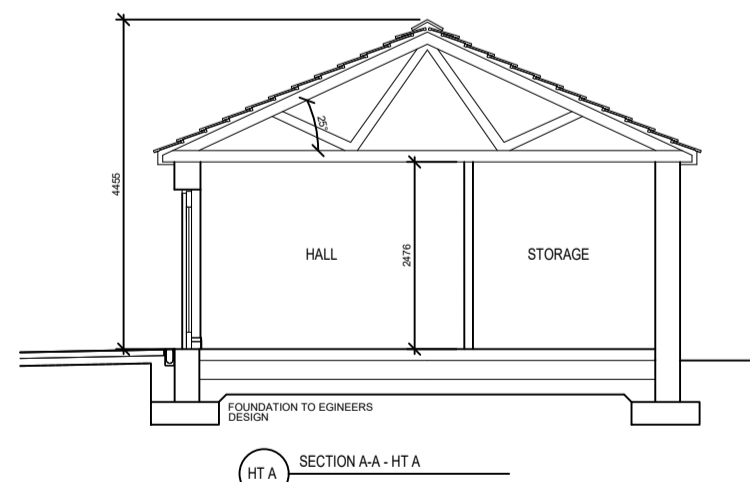 25°
4455
HALL
2476
STORAGE
FOUNDATION TO EGINEERS
DESIGN
HT A
SECTION A-A - HT A